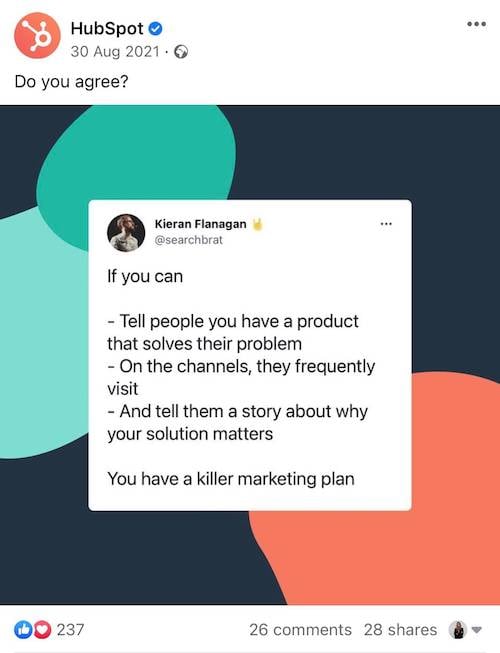 HubSpot
30 Aug 2021 ·
Do you agree?
Kieran Flanagan 🤘
@searchbrat
If you can
- Tell people you have a product
that solves their problem
- On the channels, they frequently
visit
- And tell them a story about why
your solution matters
You have a killer marketing plan
237 26 comments 28 shares